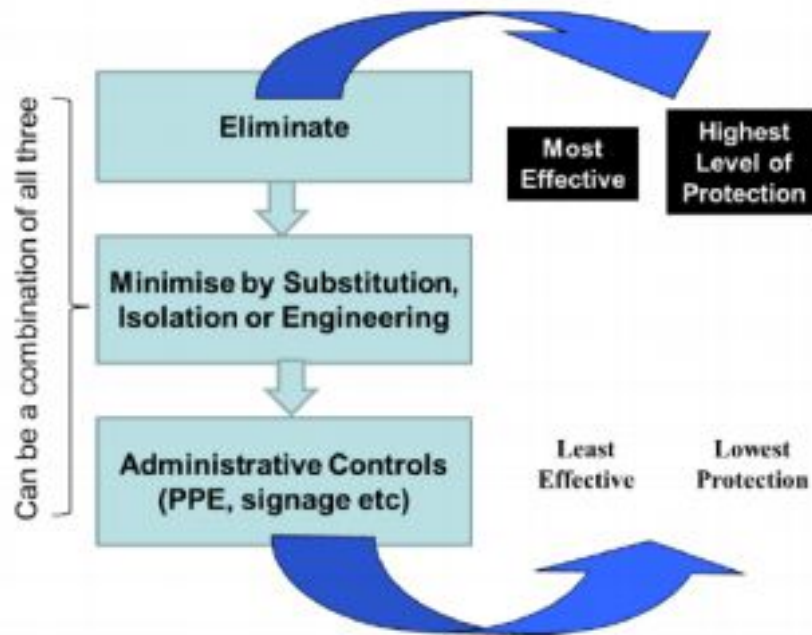 Can be a combination of all three
Eliminate
Most
Effective
Highest
Level of
Protection
Minimise by Substitution,
Isolation or Engineering
Administrative Controls
(PPE, signage etc)
Least
Effective
Lowest
Protection